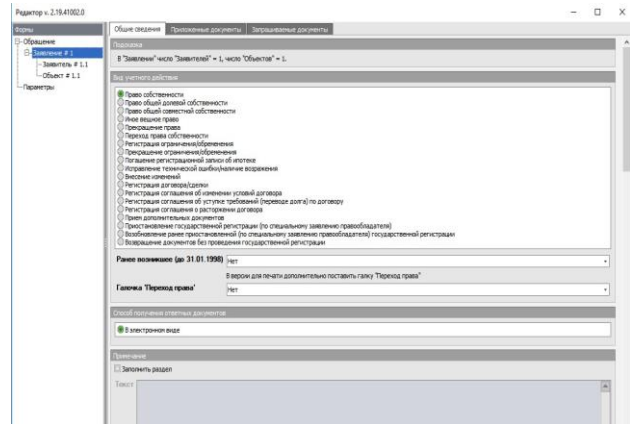 Редактор v. 2.19.41002.0
Формы
Обращение
Заявление # 1
Заявитель # 1.1
Объект # 1.1
Параметры
Общие сведения
Приложенные документы
Запрашиваемые документы
Подсказка
В "Заявлении" число "Заявителей" = 1, число "Объектов" = 1.
Вид учетного действия
Право собственности
Право общей долевой собственности
Право общей совместной собственности
Иное вещное право
Прекращение права
Переход права собственности
Регистрация ограничения/обременения
Прекращение ограничения/обременения
Погашение регистрационной записи об ипотеке
Исправление технической ошибки/наличие возражения
Внесение изменений
Регистрация договора/сделки
Регистрация соглашения об изменении условий договора
Регистрация соглашения об уступке требований (переводе долга) по договору
Регистрация соглашения о расторжении договора
Прием дополнительных документов
Приостановление государственной регистрации (по специальному заявлению правообладателя)
Возобновление ранее приостановленной (по специальному заявлению правообладателя) государственной регистрации
Возвращение документов без проведения государственной регистрации
Ранее возникшее (до 31.01.1998) Нет
В версии для печати дополнительно поставить галку "Переход права"
Галочка 'Переход права' Нет
Способ получения ответных документов
В электронном виде
Примечание
Заполнить раздел
Текст